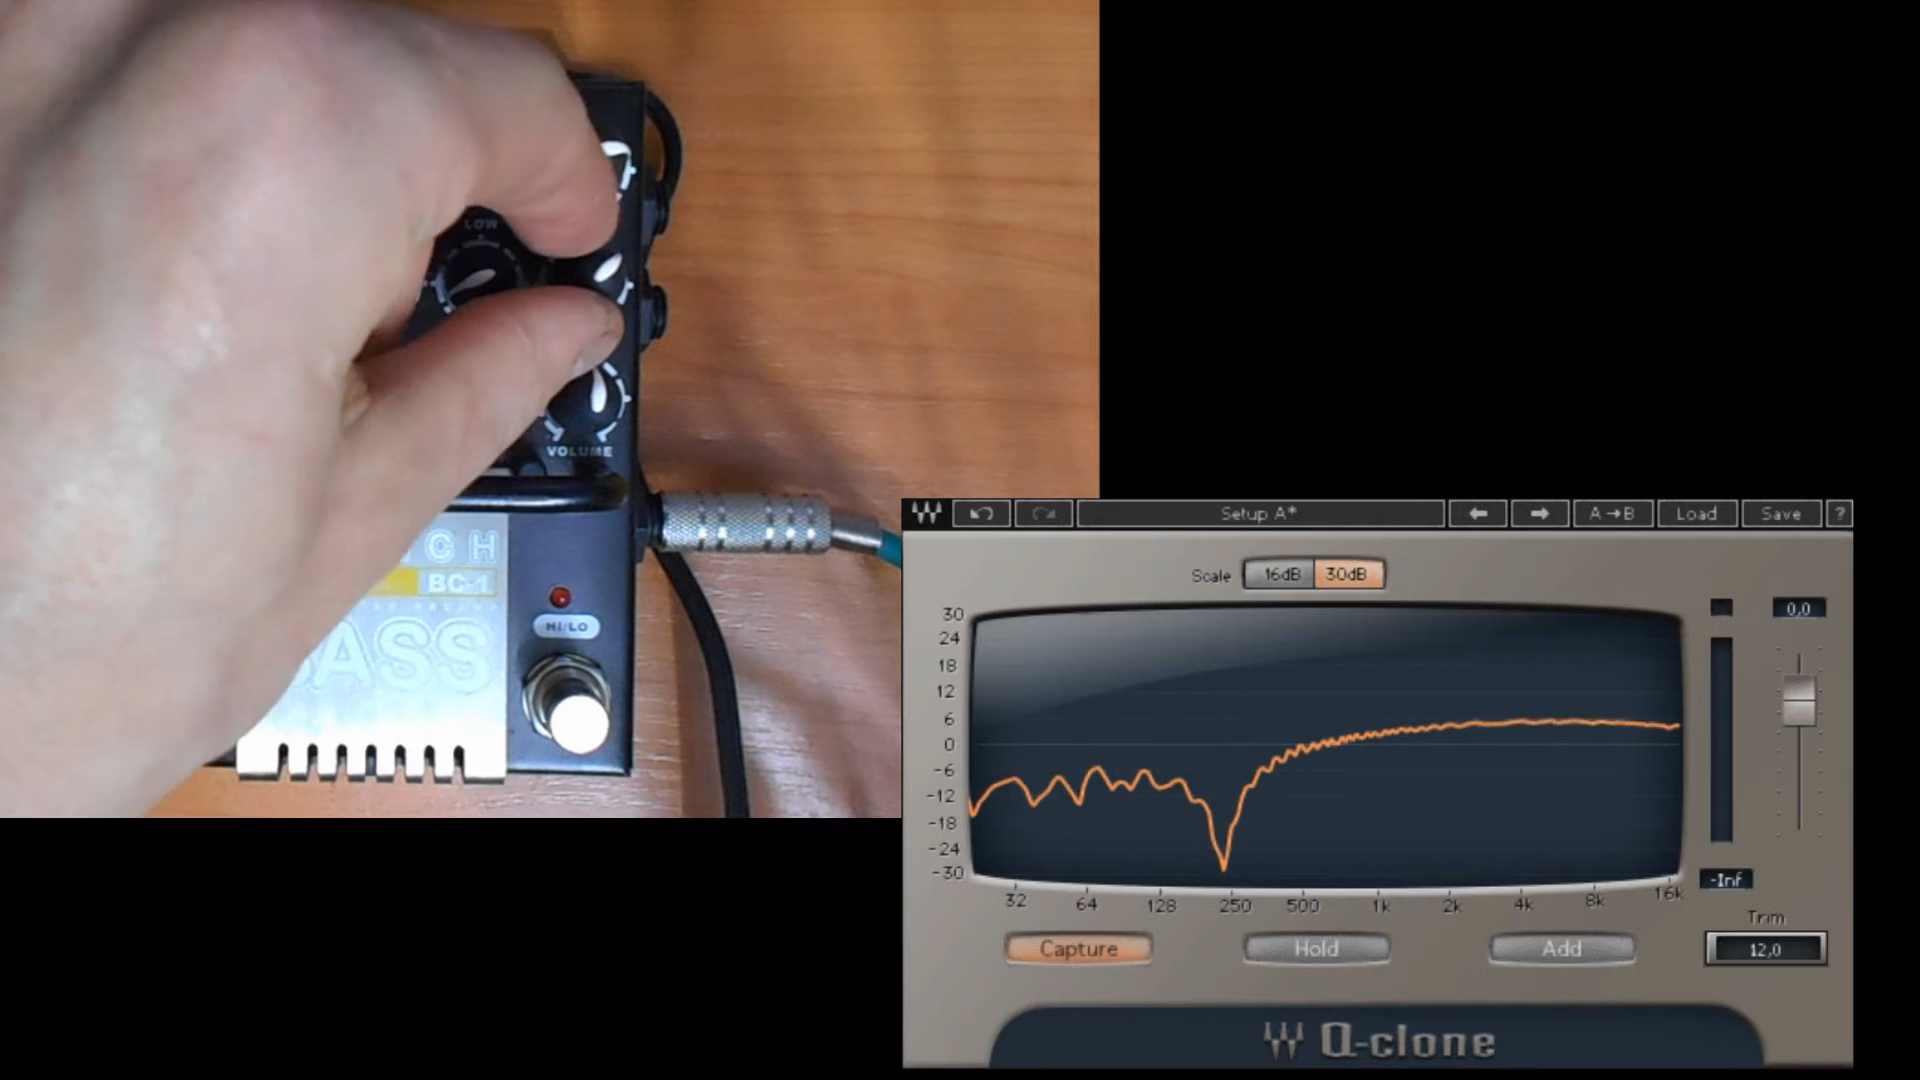 LOW
VOLUME
CH
BC-1
ASS
HI/LO
Setup A*
A→B
Load
Save
?
Scale
16dB
30dB
0,0
30
24
18
12
6
0
-6
-12
-18
-24
-30
32
64
128
250
500
1k
2k
4k
8k
16k
-Inf
Trim
12,0
Capture
Hold
Add
Q-clone